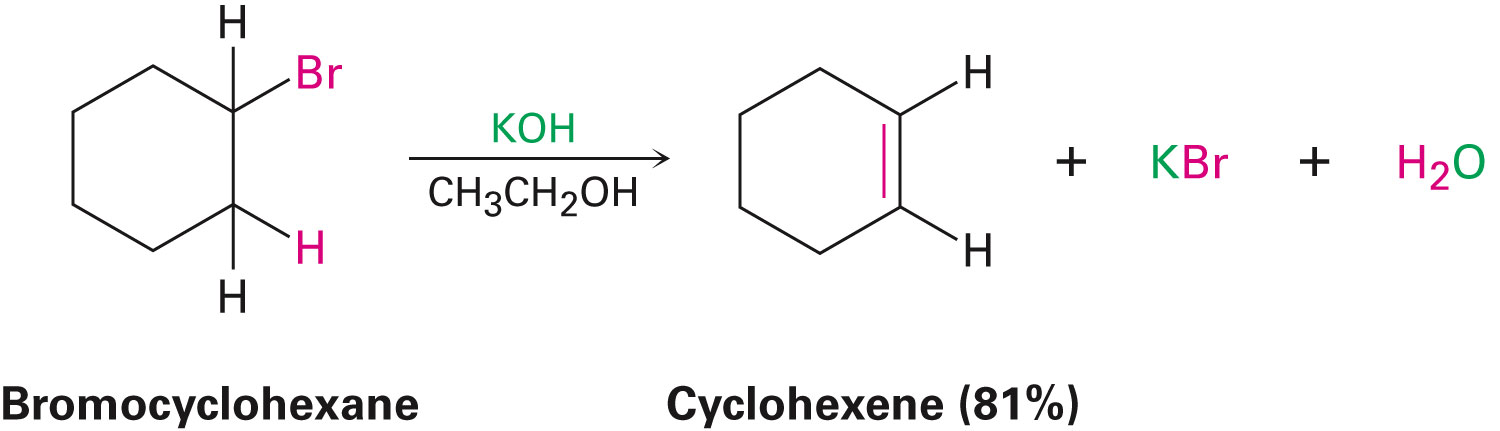 H
Br
H
H
KOH
CH₃CH₂OH
H
H
+ KBr + H₂O
Bromocyclohexane
Cyclohexene (81%)